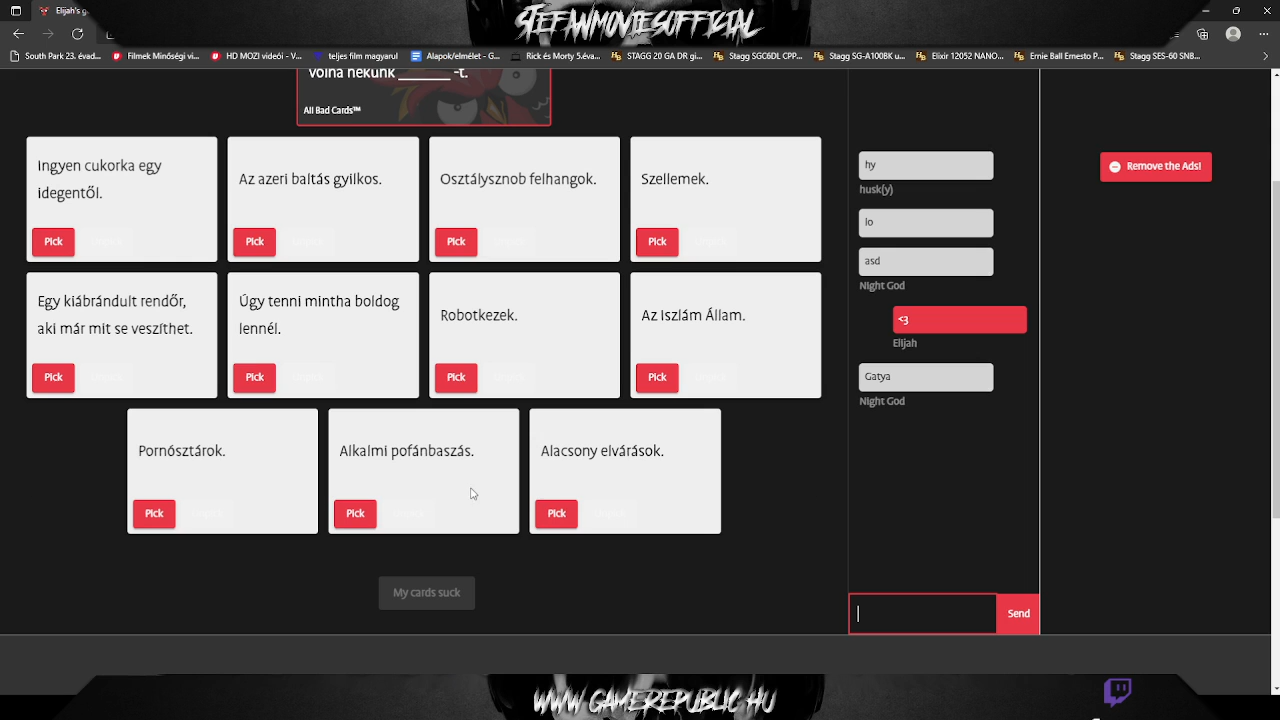 Elijah's g
STEFANMOVIESOFFICIAL
South Park 23. évad...
Filmek Minőségi vi...
HD MOZI videói - V...
teljes film magyarul
Alapok/elmélet - G...
Rick és Morty 5.éva...
STAGG 20 GA DR gi...
Stagg SGC6DL CPP...
Stagg SG-A100BK u...
Elixir 12052 NANO...
Ernie Ball Ernesto P...
Stagg SES-60 SNB...
volna nekünk ______ -t.
All Bad Cards™
Ingyen cukorka egy
idegentől.
Pick
Az azeri baltás gyilkos.
Pick
Osztálysznob felhangok.
Pick
Szellemek.
Pick
Egy kiábrándult rendőr,
aki már mit se veszíthet.
Pick
Úgy tenni mintha boldog
lennél.
Pick
Robotkezek.
Pick
Az Iszlám Állam.
Pick
Pornósztárok.
Pick
Alkalmi pofánbaszás.
Pick
Alacsony elvárások.
Pick
My cards suck
hy
husk(y)
lo
asd
Night God
<3
Elijah
Gatya
Night God
Send
Remove the Ads!
WWW GAMEREPUBLIC HU